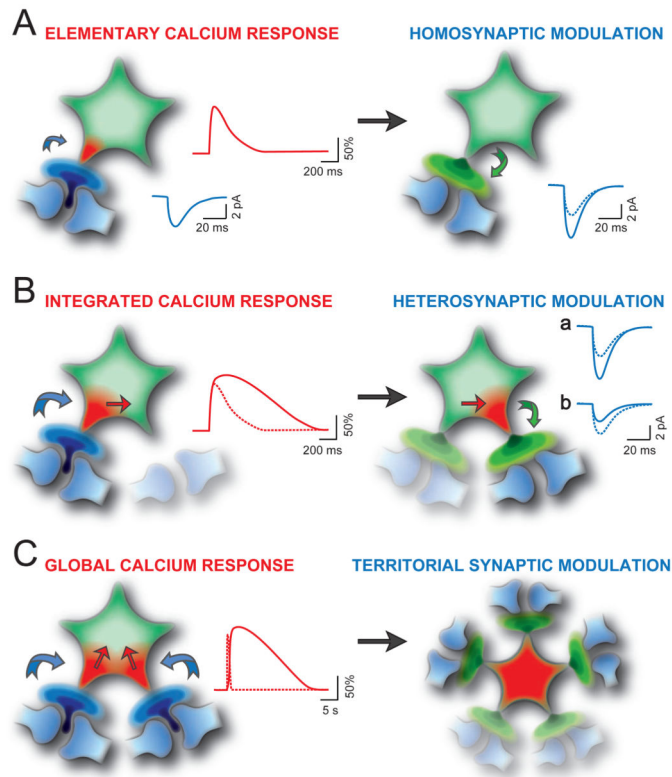 A
ELEMENTARY CALCIUM RESPONSE
HOMOSYNAPTIC MODULATION
50%
200 ms
2 pA
20 ms
2 pA
20 ms
B
INTEGRATED CALCIUM RESPONSE
HETEROSYNAPTIC MODULATION
a
b
50%
200 ms
2 pA
20 ms
C
GLOBAL CALCIUM RESPONSE
TERRITORIAL SYNAPTIC MODULATION
50%
5 s